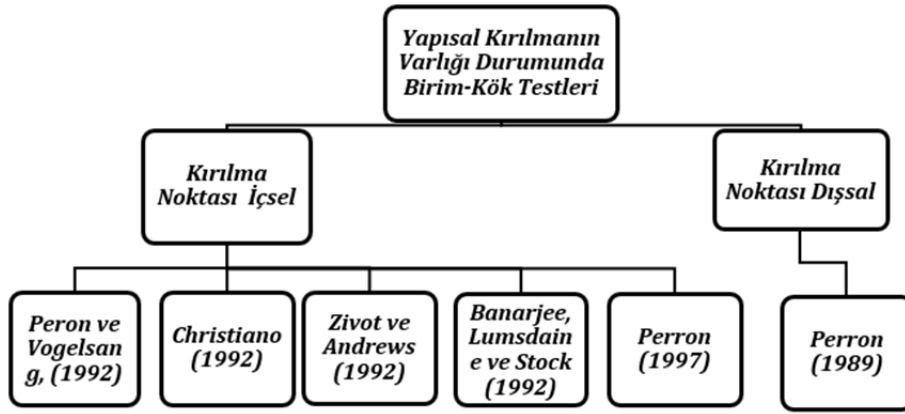 Yapısal Kırılmanın
Varlığı Durumunda
Birim-Kök Testleri
Kırılma
Noktası İçsel
Kırılma
Noktası Dışsal
Peron ve
Vogelsan
g, (1992)
Christiano
(1992)
Zivot ve
Andrews
(1992)
Banarjee,
Lumsdain
e ve Stock
(1992)
Perron
(1997)
Perron
(1989)